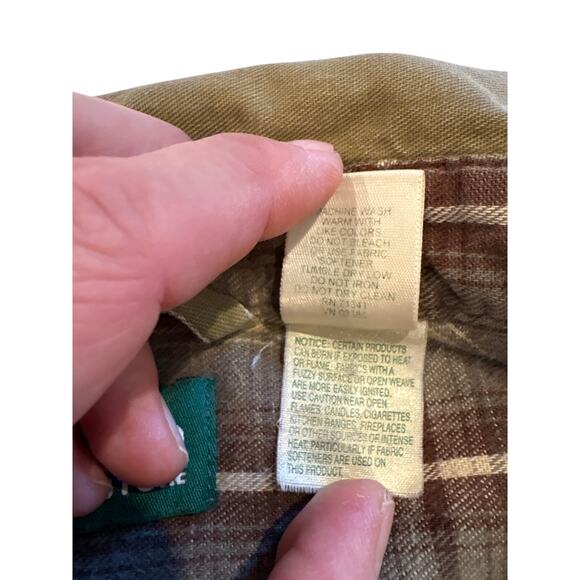 MACHINE WASH
WARM WITH
LIKE COLORS
DO NOT BLEACH
OR USE FABRIC
SOFTENER
TUMBLE DRY LOW
DO NOT IRON
DO NOT DRY CLEAN
RN 71341
NOTICE: CERTAIN PRODUCTS
CAN BURN IF EXPOSED TO HEAT
OR FLAME. FABRICS WITH A
FUZZY SURFACE OR OPEN WEAVE
ARE MORE EASILY IGNITED.
USE CAUTION NEAR OPEN
FLAMES, CANDLES, CIGARETTES,
KITCHEN RANGES, FIREPLACES
OR OTHER SOURCES OF INTENSE
HEAT, PARTICULARLY IF FABRIC
SOFTENERS ARE USED ON
THIS PRODUCT.